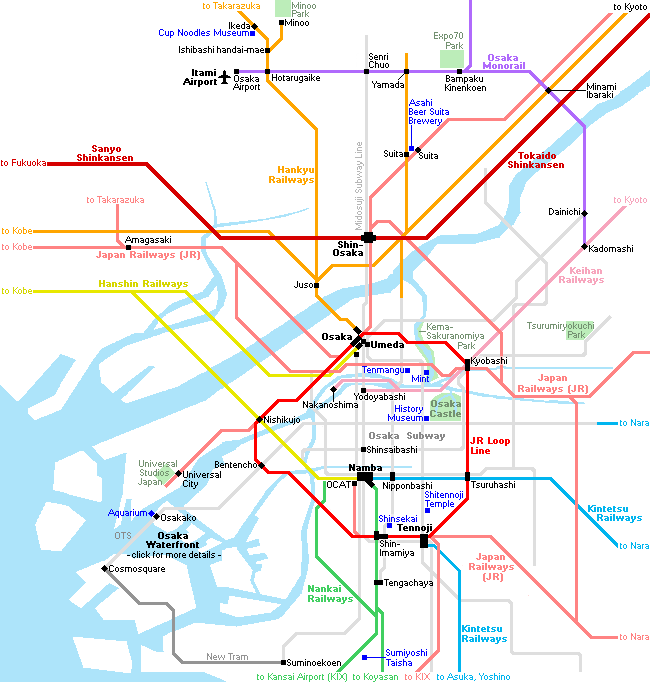 to Takarazuka
Minoo
Park
to Kyoto
Ikeda
Minoo
Cup Noodles Museum
Expo70
Park
Ishibashi handai-mae
Senri
Chuo
Osaka
Monorail
Itami
Airport
Osaka
Airport
Hotarugaike
Yamada
Bampaku
Kinenkoen
Minami
Ibaraki
Asahi
Beer Suita
Brewery
Midosuji Subway Line
Sanyo
Shinkansen
Suita
Suita
Tokaido
Shinkansen
to Fukuoka
Hankyu
Railways
to Takarazuka
to Kyoto
Dainichi
to Kobe
Amagasaki
Shin-
Osaka
to Kobe
Japan Railways (JR)
Kadomashi
Keihan
Railways
Hanshin Railways
Juso
to Kobe
Kema-
Sakuranomiya
Park
Tsurumiryokuchi
Park
Osaka
Umeda
Kyobashi
Tenmangu
Mint
Japan
Railways (JR)
Nakanoshima
Yodoyabashi
History
Museum
Osaka
Castle
Nishikujo
to Nara
Osaka Subway
JR Loop
Line
Shinsaibashi
Universal
Studios
Japan
Bentencho
Universal
City
Namba
OCAT
Nipponbashi
Tsuruhashi
Shitennoji
Temple
Aquarium
Osakako
Kintetsu
Railways
Shinsekai
Tennoji
OTS
Osaka
Waterfront
- click for more details -
to Nara
Shin-
Imamiya
Japan
Railways
(JR)
Cosmosquare
Tengachaya
Nankai
Railways
Kintetsu
Railways
to Nara
New Tram
Suminoekoen
Sumiyoshi
Taisha
to Kansai Airport (KIX)
to Koyasan
to KIX
to Asuka, Yoshino